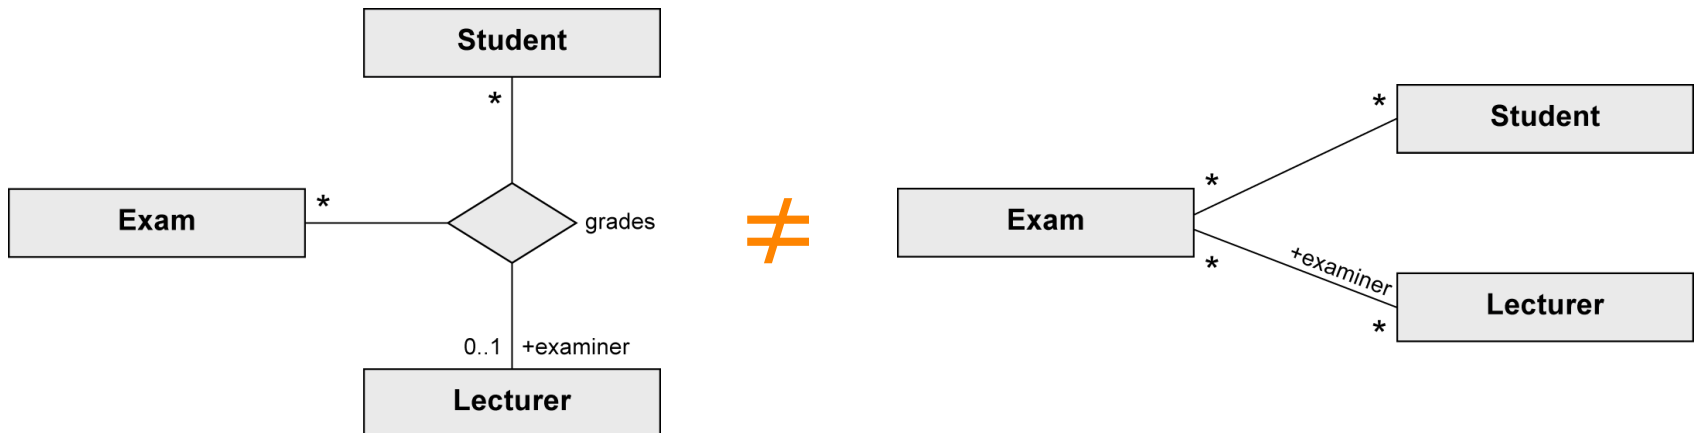 Student
*
Exam
*
grades
0..1 +examiner
Lecturer
≠
Student
*
*
Exam
*
+examiner
Lecturer
*